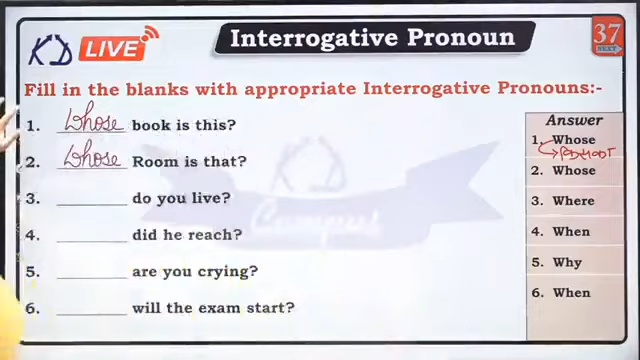 KD LIVE
Interrogative Pronoun
37
NEXT
Fill in the blanks with appropriate Interrogative Pronouns:-
1. Whose book is this?
2. Whose Room is that?
3. ________ do you live?
4. ________ did he reach?
5. ________ are you crying?
6. ________ will the exam start?
KD
Campus
Answer
1. Whose
2. Whose
3. Where
4. When
5. Why
6. When